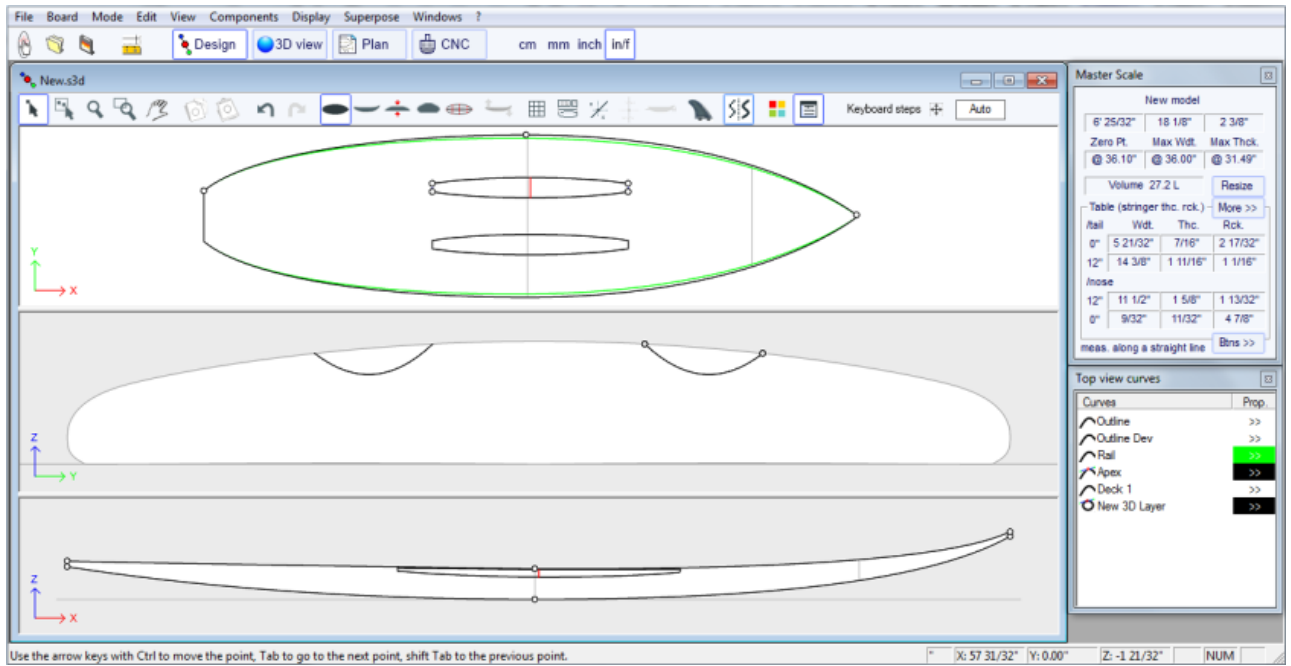 File Board Mode Edit View Components Display Superpose Windows ?
Design 3D view Plan CNC cm mm inch in/f
New.s3d
Keyboard steps Auto
Y
X
Z
Y
Z
X
Master Scale
New model
6' 25/32" 18 1/8" 2 3/8"
Zero Pt. Max Wdt. Max Thck.
@ 36.10" @ 36.00" @ 31.49"
Volume 27.2 L Resize
Table (stringer thc. rck.) More >>
/tail Wdt. Thc. Rck.
0" 5 21/32" 7/16" 2 17/32"
12" 14 3/8" 1 11/16" 1 1/16"
/nose
12" 11 1/2" 1 5/8" 1 13/32"
0" 9/32" 11/32" 4 7/8"
meas. along a straight line Btns >>
Top view curves
Curves Prop.
Outline >>
Outline Dev >>
Rail >>
Apex >>
Deck 1 >>
New 3D Layer >>
Use the arrow keys with Ctrl to move the point, Tab to go to the next point, shift Tab to the previous point. " X: 57 31/32" Y: 0.00" Z: -1 21/32" NUM